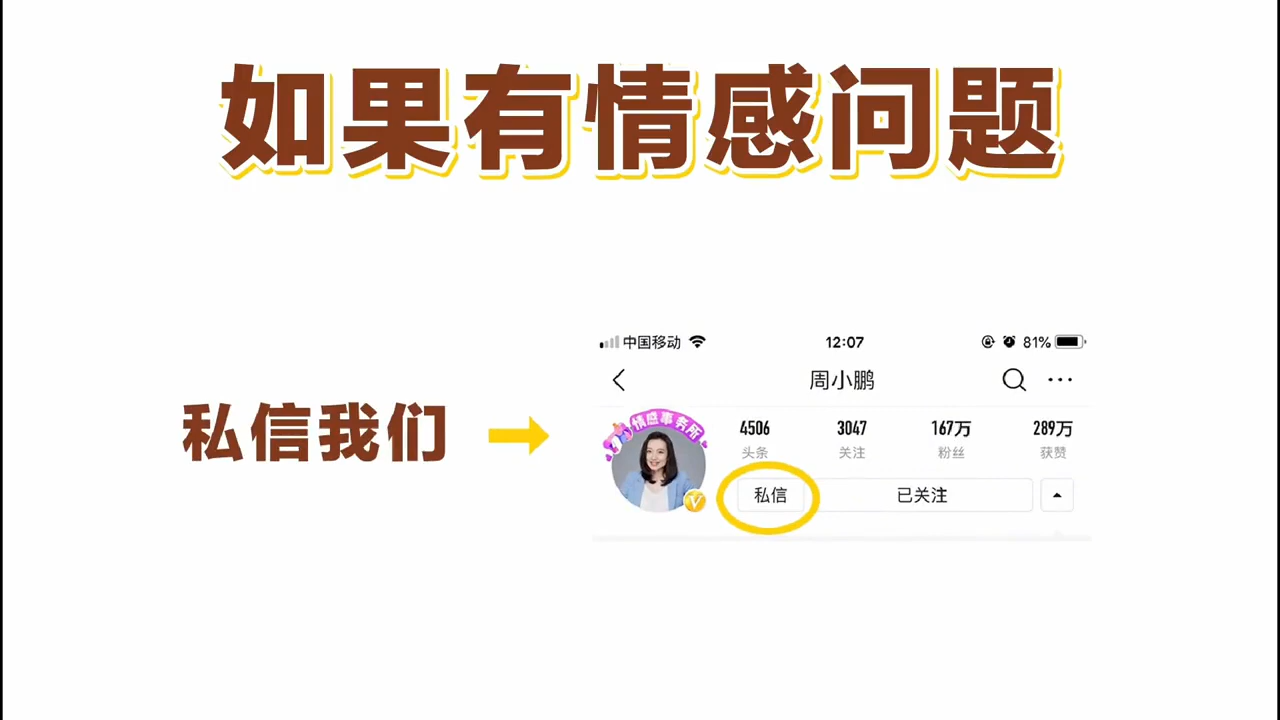 如果有情感问题
私信我们
中国移动 12:07 81%
周小鹏
情感事务所
4506 3047 167万 289万
头条 关注 粉丝 获赞
私信 已关注